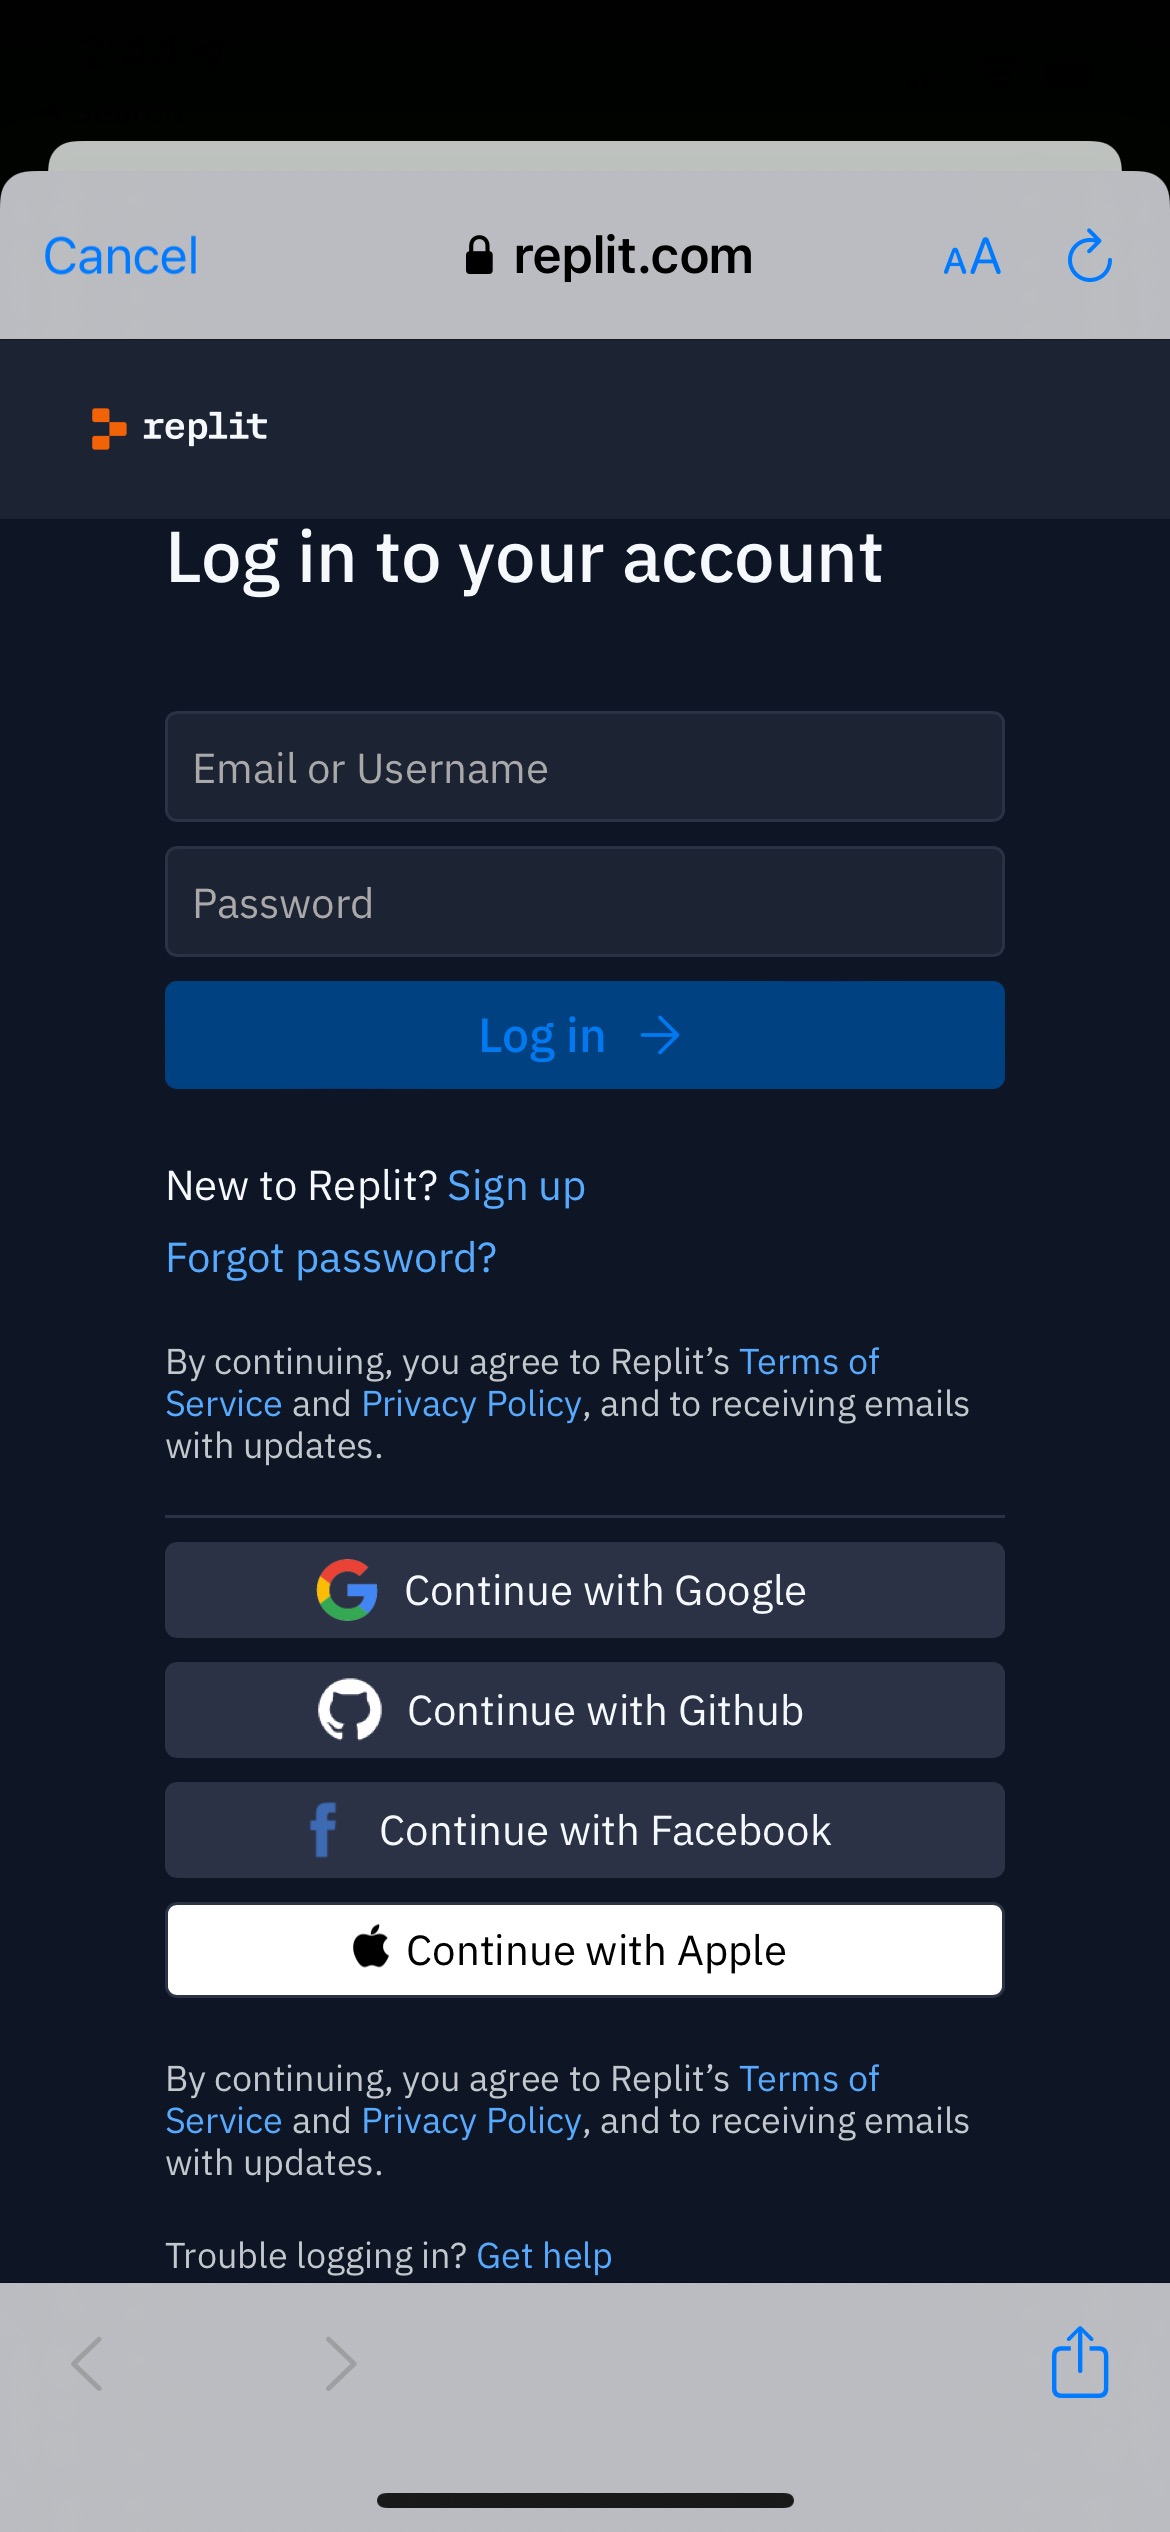 Cancel
replit.com
AA
replit
Log in to your account
Email or Username
Password
Log in
New to Replit? Sign up
Forgot password?
By continuing, you agree to Replit’s Terms of
Service and Privacy Policy, and to receiving emails
with updates.
Continue with Google
Continue with Github
Continue with Facebook
Continue with Apple
By continuing, you agree to Replit’s Terms of
Service and Privacy Policy, and to receiving emails
with updates.
Trouble logging in? Get help